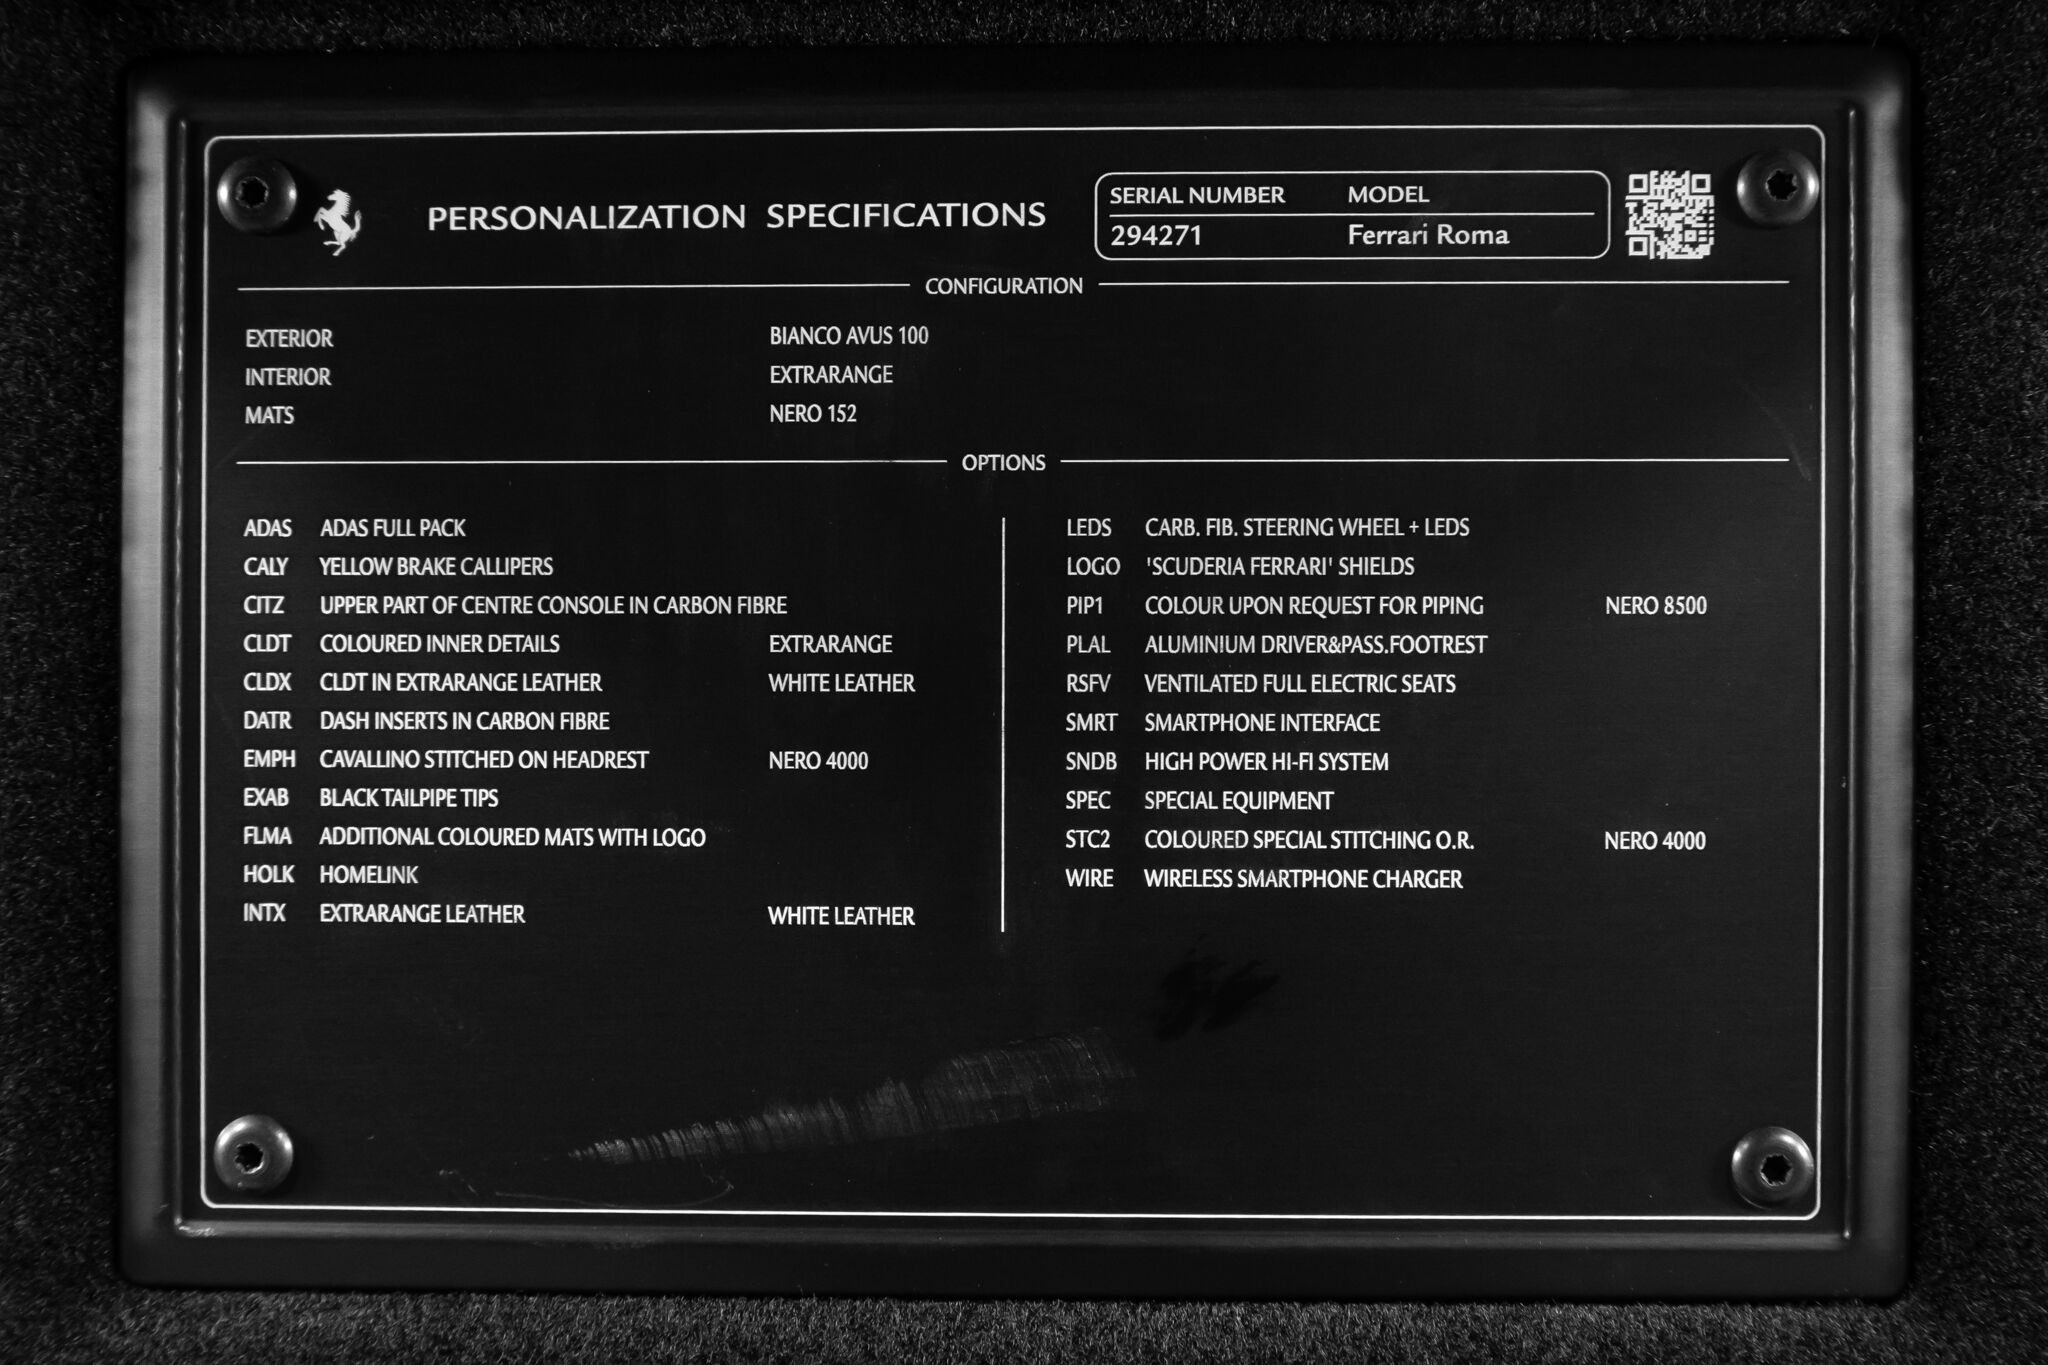 PERSONALIZATION SPECIFICATIONS
SERIAL NUMBER MODEL
294271 Ferrari Roma
CONFIGURATION
EXTERIOR BIANCO AVUS 100
INTERIOR EXTRARANGE
MATS NERO 152
OPTIONS
ADAS ADAS FULL PACK
CALY YELLOW BRAKE CALLIPERS
CITZ UPPER PART OF CENTRE CONSOLE IN CARBON FIBRE
CLDT COLOURED INNER DETAILS EXTRARANGE
CLDX CLDT IN EXTRARANGE LEATHER WHITE LEATHER
DATR DASH INSERTS IN CARBON FIBRE
EMPH CAVALLINO STITCHED ON HEADREST NERO 4000
EXAB BLACK TAILPIPE TIPS
FLMA ADDITIONAL COLOURED MATS WITH LOGO
HOLK HOMELINK
INTX EXTRARANGE LEATHER WHITE LEATHER
LEDS CARB. FIB. STEERING WHEEL + LEDS
LOGO 'SCUDERIA FERRARI' SHIELDS
PIP1 COLOUR UPON REQUEST FOR PIPING NERO 8500
PLAL ALUMINIUM DRIVER&PASS.FOOTREST
RSFV VENTILATED FULL ELECTRIC SEATS
SMRT SMARTPHONE INTERFACE
SNDB HIGH POWER HI-FI SYSTEM
SPEC SPECIAL EQUIPMENT
STC2 COLOURED SPECIAL STITCHING O.R. NERO 4000
WIRE WIRELESS SMARTPHONE CHARGER